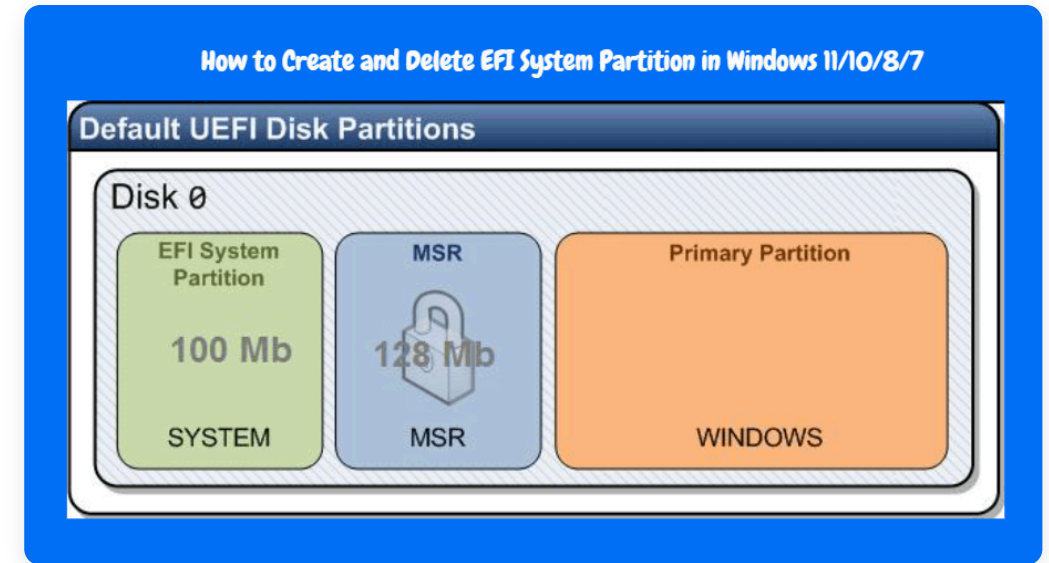 How to Create and Delete EFI System Partition in Windows 11/10/8/7
Default UEFI Disk Partitions
Disk 0
EFI System
Partition
100 Mb
SYSTEM
MSR
128 Mb
MSR
Primary Partition
WINDOWS